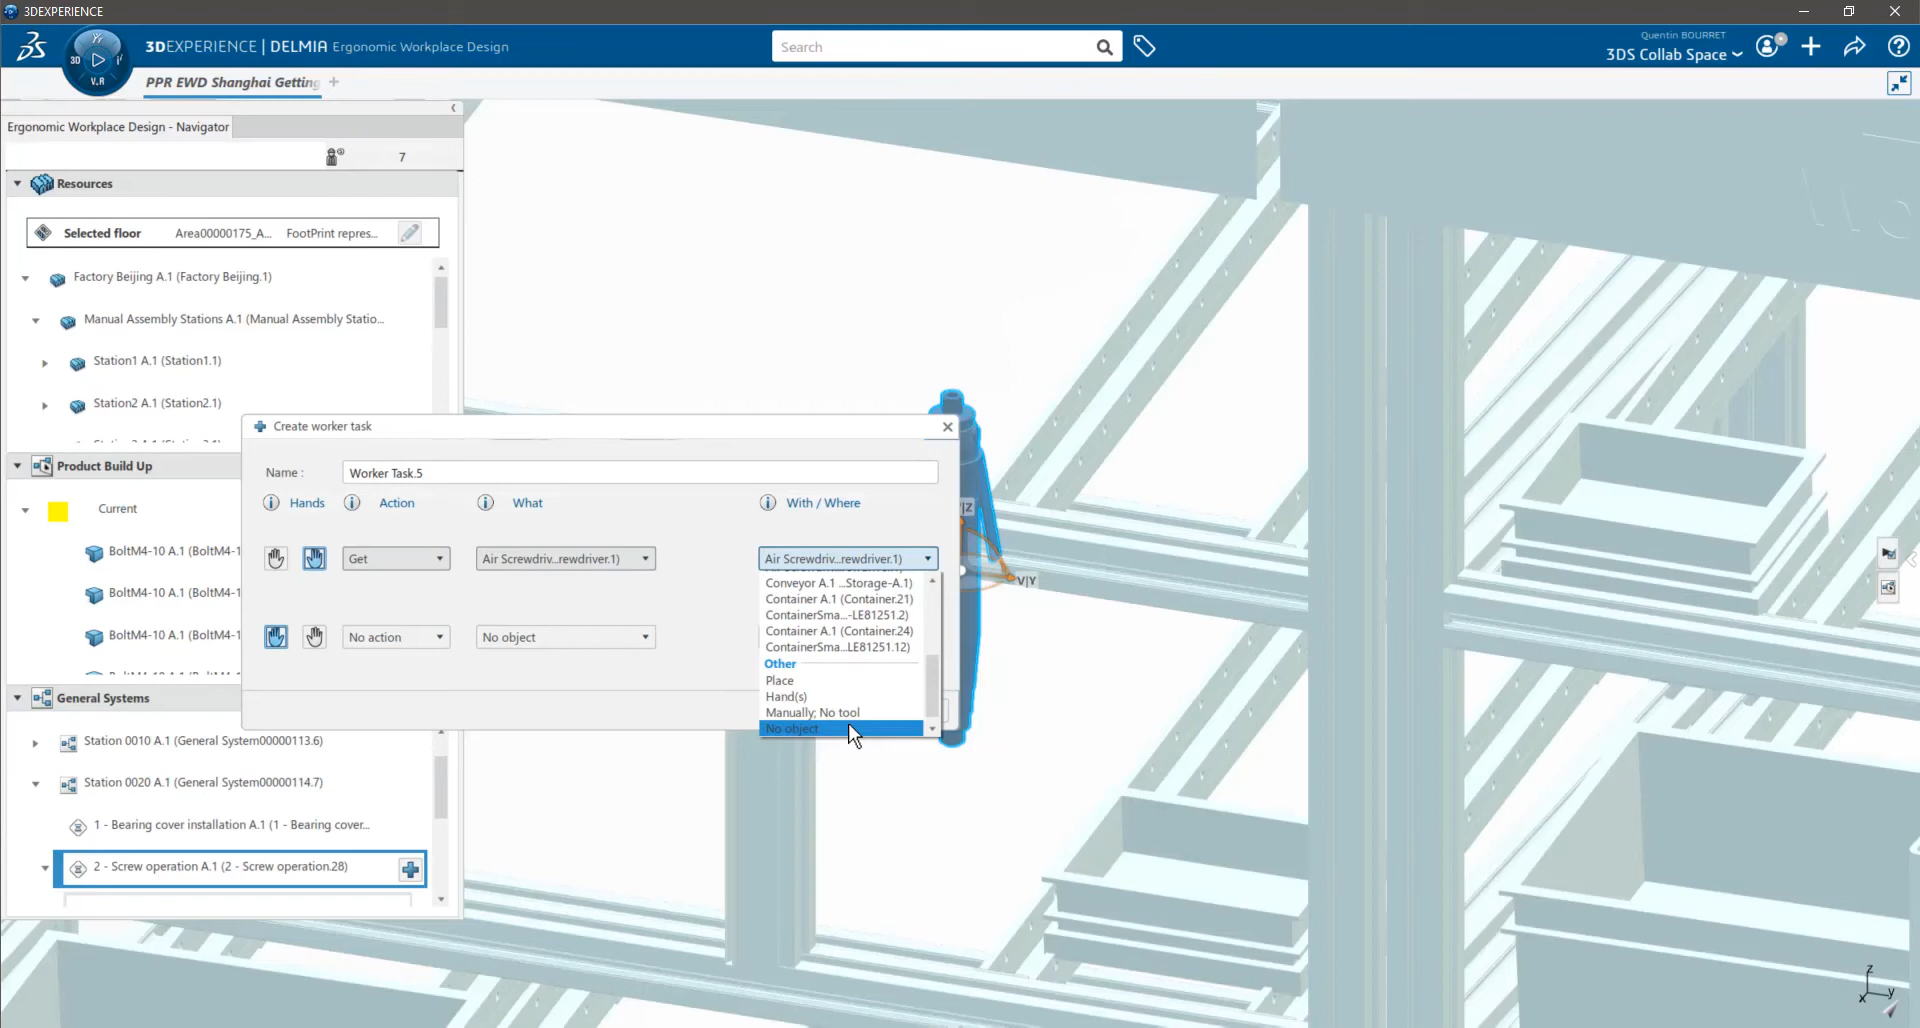 3DEXPERIENCE
3DEXPERIENCE | DELMIA Ergonomic Workplace Design
Search
Quentin BOURRET
3DS Collab Space
3D
V.R
PPR EWD Shanghai Getting
Ergonomic Workplace Design - Navigator
7
Resources
Selected floor Area00000175_A... FootPrint repres...
Factory Beijing A.1 (Factory Beijing.1)
Manual Assembly Stations A.1 (Manual Assembly Statio...
Station1 A.1 (Station1.1)
Station2 A.1 (Station2.1)
Product Build Up
Current
BoltM4-10 A.1 (BoltM4-1
BoltM4-10 A.1 (BoltM4-1
BoltM4-10 A.1 (BoltM4-1
General Systems
Station 0010 A.1 (General System00000113.6)
Station 0020 A.1 (General System00000114.7)
1 - Bearing cover installation A.1 (1 - Bearing cover...
2 - Screw operation A.1 (2 - Screw operation.28)
Create worker task
Name : Worker Task.5
Hands Action What With / Where
Get Air Screwdriv...rewdriver.1) Air Screwdriv...rewdriver.1)
No action No object
Conveyor A.1 ...Storage-A.1)
Container A.1 (Container.21)
ContainerSma...-LE81251.2)
Container A.1 (Container.24)
ContainerSma...LE81251.12)
Other
Place
Hand(s)
Manually; No tool
No object
V|Y
z
x y